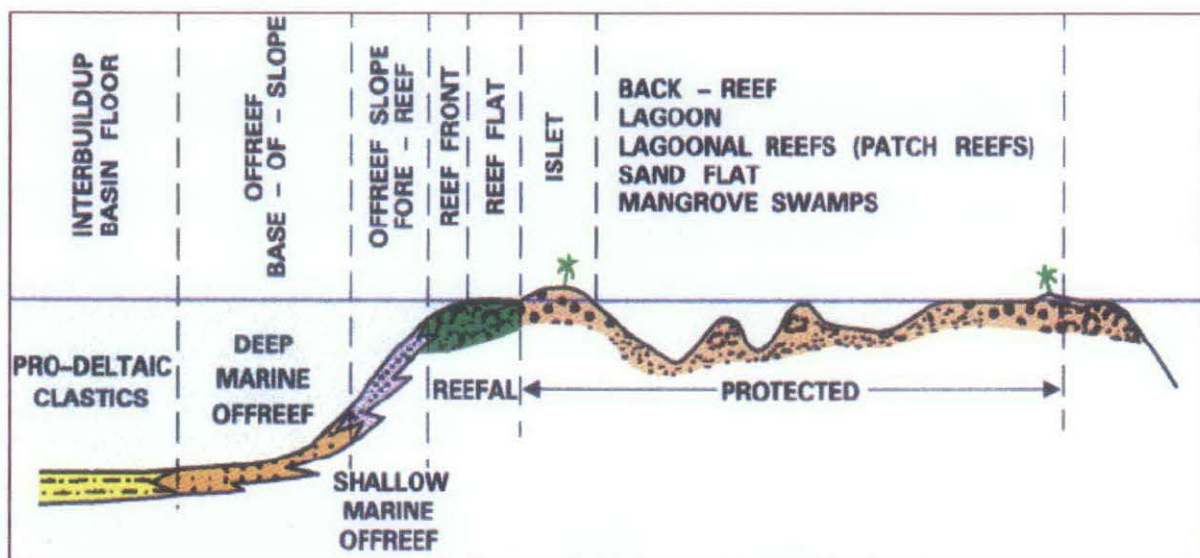 INTERBUILDUP
BASIN FLOOR
OFFREEF
BASE - OF - SLOPE
OFFREEF SLOPE
FORE - REEF
REEF FRONT
REEF FLAT
ISLET
BACK - REEF
LAGOON
LAGOONAL REEFS (PATCH REEFS)
SAND FLAT
MANGROVE SWAMPS
PRO-DELTAIC
CLASTICS
DEEP
MARINE
OFFREEF
SHALLOW
MARINE
OFFREEF
REEFAL
PROTECTED